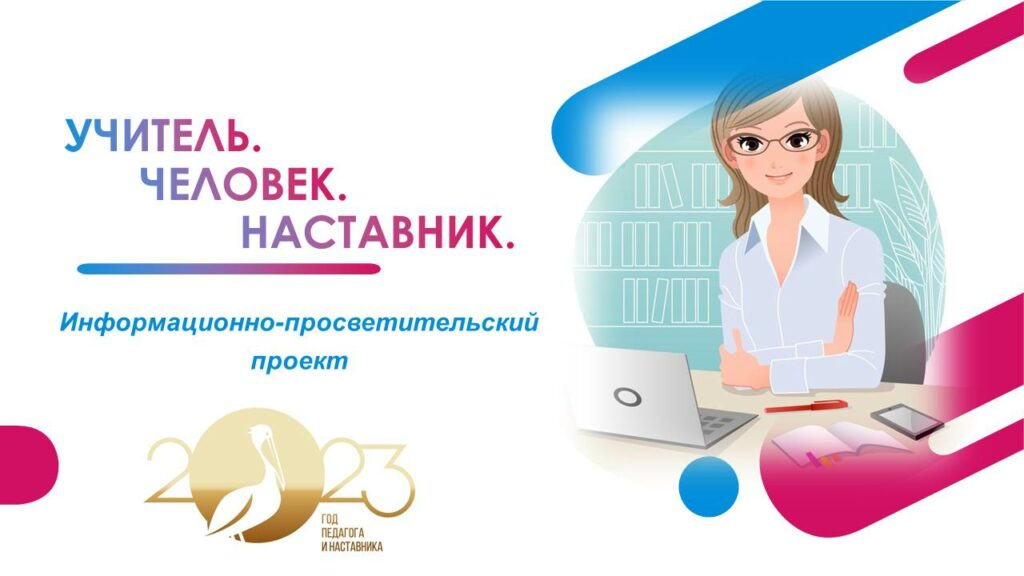 УЧИТЕЛЬ.
ЧЕЛОВЕК.
НАСТАВНИК.
Информационно-просветительский
проект
2023
ГОД
ПЕДАГОГА
И НАСТАВНИКА